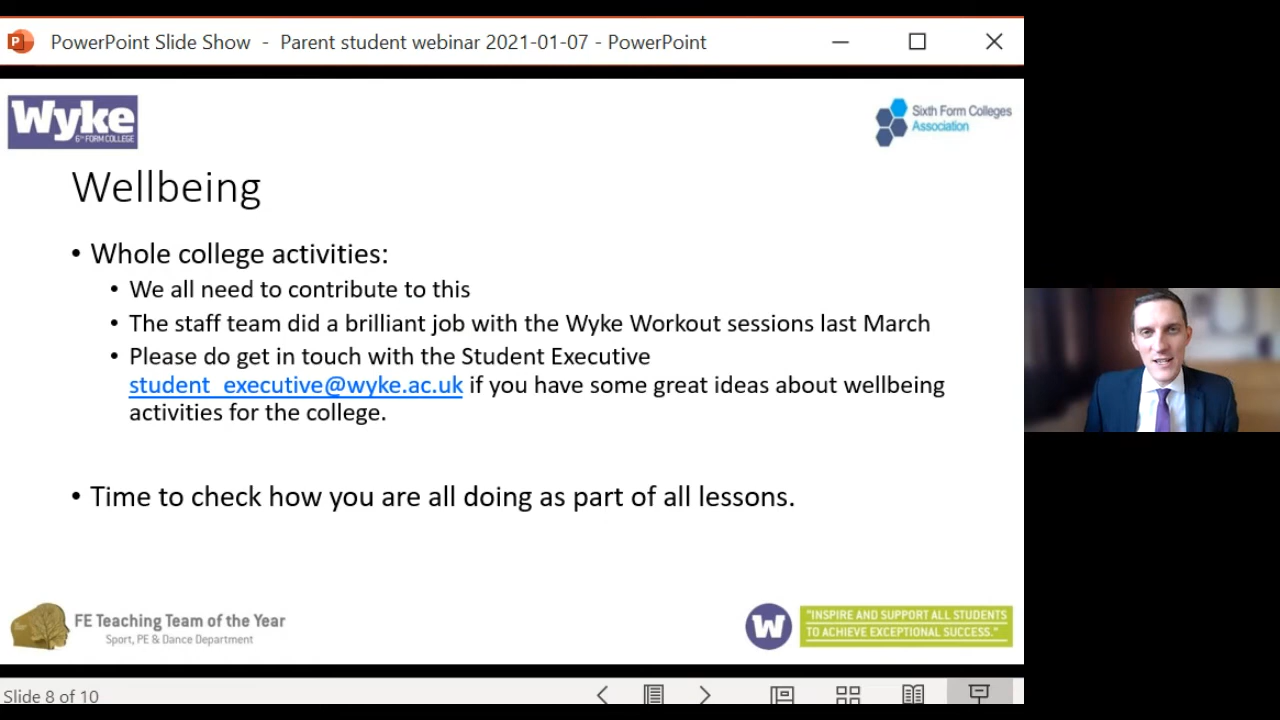 PowerPoint Slide Show - Parent student webinar 2021-01-07 - PowerPoint
Wyke
6TH FORM COLLEGE
Sixth Form Colleges
Association
Wellbeing
• Whole college activities:
• We all need to contribute to this
• The staff team did a brilliant job with the Wyke Workout sessions last March
• Please do get in touch with the Student Executive
student_executive@wyke.ac.uk if you have some great ideas about wellbeing
activities for the college.
• Time to check how you are all doing as part of all lessons.
FE Teaching Team of the Year
Sport, PE & Dance Department
W
"INSPIRE AND SUPPORT ALL STUDENTS
TO ACHIEVE EXCEPTIONAL SUCCESS."
Slide 8 of 10